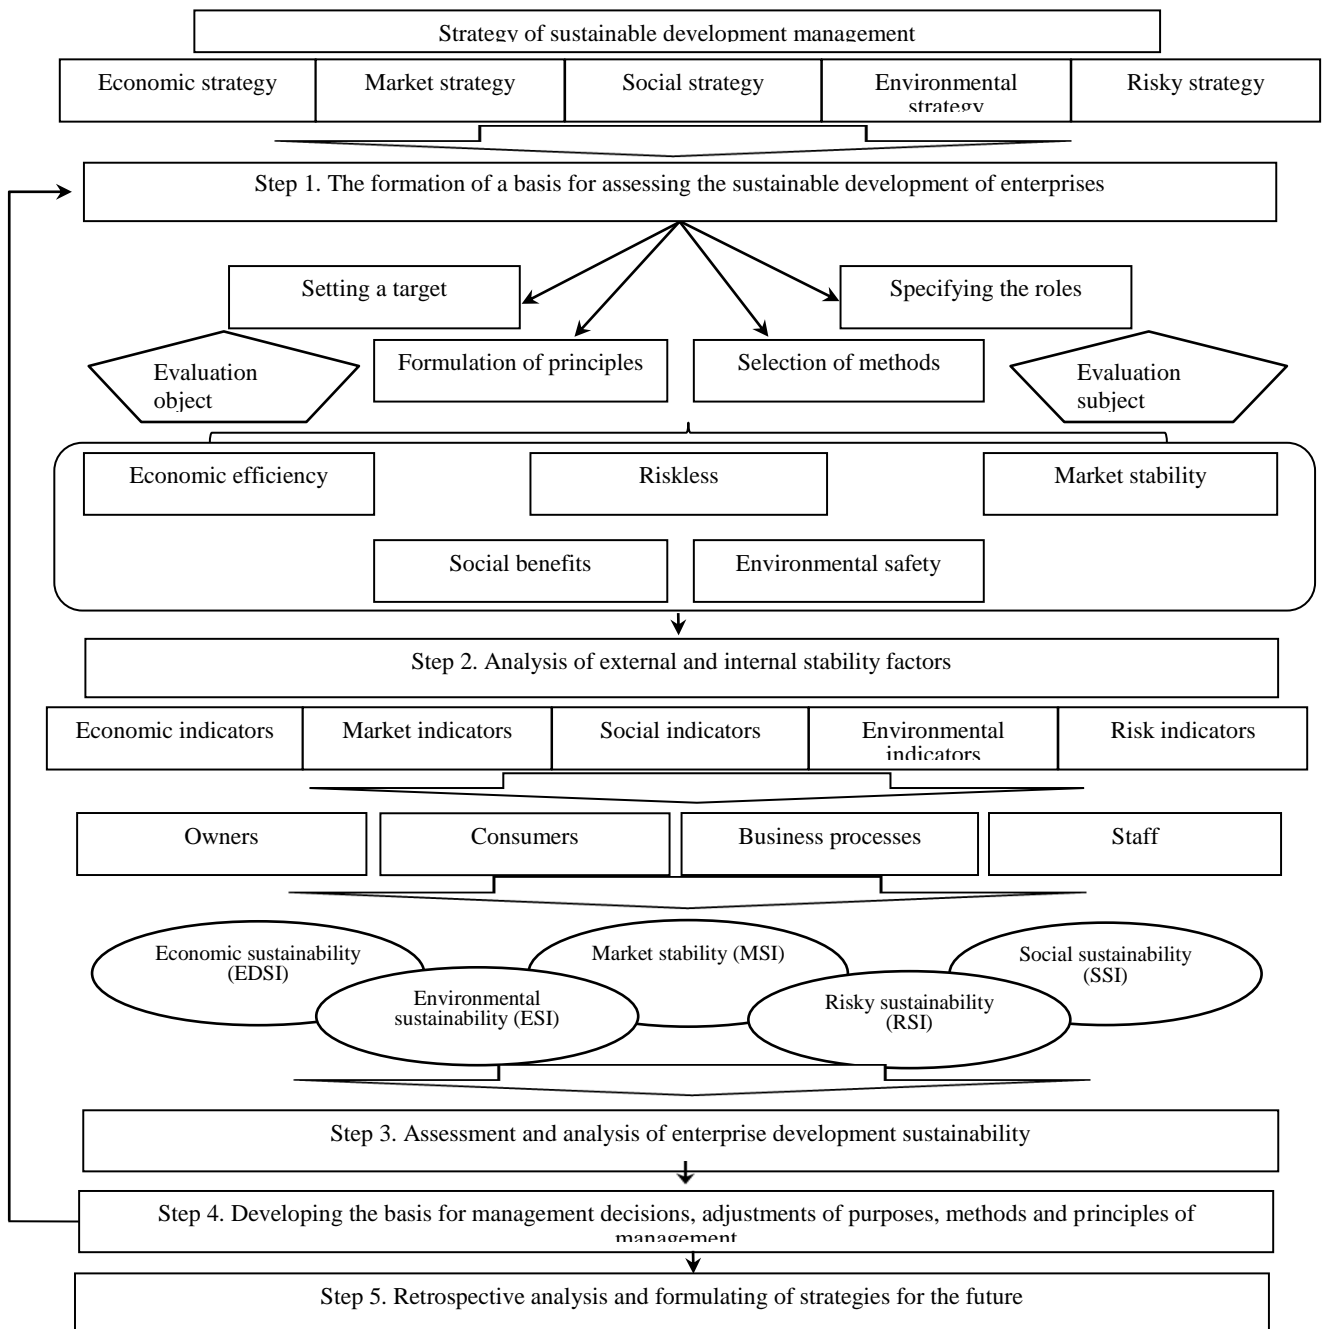 Strategy of sustainable development management
Economic strategy
Market strategy
Social strategy
Environmental
strategy
Risky strategy
Step 1. The formation of a basis for assessing the sustainable development of enterprises
Setting a target
Specifying the roles
Formulation of principles
Selection of methods
Evaluation
object
Evaluation
subject
Economic efficiency
Riskless
Market stability
Social benefits
Environmental safety
Step 2. Analysis of external and internal stability factors
Economic indicators
Market indicators
Social indicators
Environmental
indicators
Risk indicators
Owners
Consumers
Business processes
Staff
Economic sustainability
(EDSI)
Market stability (MSI)
Social sustainability
(SSI)
Environmental
sustainability (ESI)
Risky sustainability
(RSI)
Step 3. Assessment and analysis of enterprise development sustainability
Step 4. Developing the basis for management decisions, adjustments of purposes, methods and principles of
management
Step 5. Retrospective analysis and formulating of strategies for the future